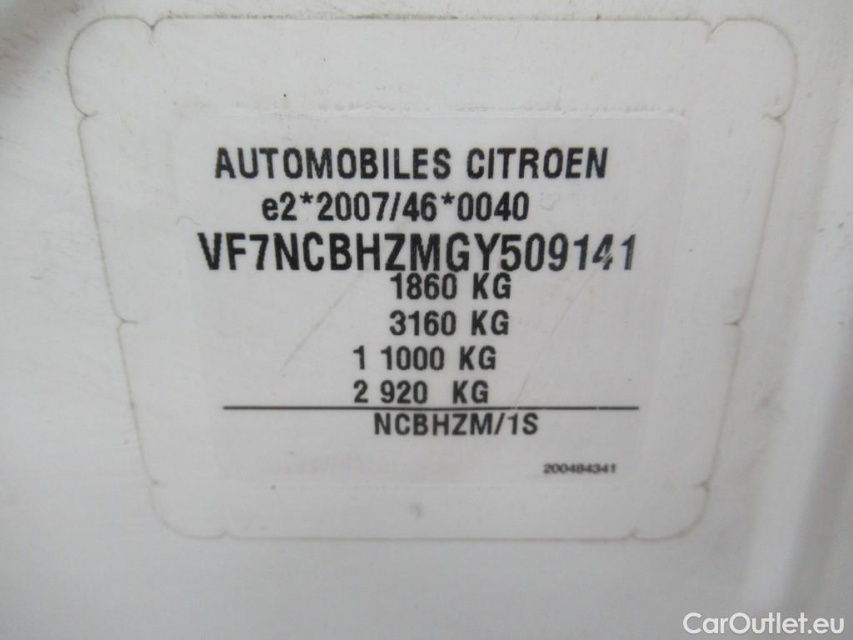 AUTOMOBILES CITROEN
e2*2007/46*0040
VF7NCBHZMGY509141
1860 KG
3160 KG
1 1000 KG
2 920 KG
NCBHZM/1S
200484341
CarOutlet.eu